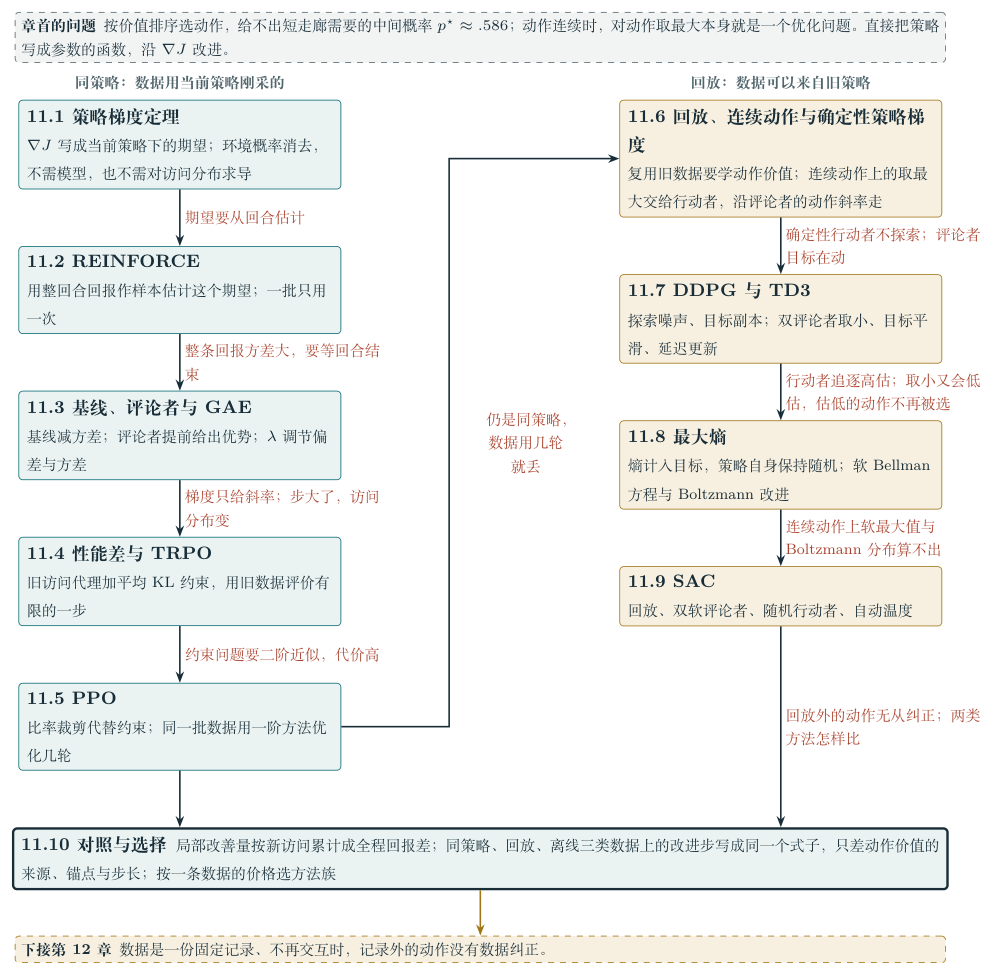 章首的问题 按价值排序选动作，给不出短走廊需要的中间概率 p⋆ ≈ .586；动作连续时，对动作取最大本身就是一个优化问题。直接把策略
写成参数的函数，沿 ∇J 改进。
同策略：数据用当前策略刚采的
11.1 策略梯度定理
∇J 写成当前策略下的期望；环境概率消去，
不需模型，也不需对访问分布求导
期望要从回合估计
11.2 REINFORCE
用整回合回报作样本估计这个期望；一批只用
一次
整条回报方差大，要等回合结
束
11.3 基线、评论者与 GAE
基线减方差；评论者提前给出优势；λ 调节偏
差与方差
梯度只给斜率；步大了，访问
分布变
11.4 性能差与 TRPO
旧访问代理加平均 KL 约束，用旧数据评价有
限的一步
约束问题要二阶近似，代价高
11.5 PPO
比率裁剪代替约束；同一批数据用一阶方法优
化几轮
仍是同策略，
数据用几轮
就丢
回放：数据可以来自旧策略
11.6 回放、连续动作与确定性策略梯
度
复用旧数据要学动作价值；连续动作上的取最
大交给行动者，沿评论者的动作斜率走
确定性行动者不探索；评论者
目标在动
11.7 DDPG 与 TD3
探索噪声、目标副本；双评论者取小、目标平
滑、延迟更新
行动者追逐高估；取小又会低
估，估低的动作不再被选
11.8 最大熵
熵计入目标，策略自身保持随机；软 Bellman
方程与 Boltzmann 改进
连续动作上软最大值与
Boltzmann 分布算不出
11.9 SAC
回放、双软评论者、随机行动者、自动温度
回放外的动作无从纠正；两类
方法怎样比
11.10 对照与选择 局部改善量按新访问累计成全程回报差；同策略、回放、离线三类数据上的改进步写成同一个式子，只差动作价值的
来源、锚点与步长；按一条数据的价格选方法族
下接第 12 章 数据是一份固定记录、不再交互时，记录外的动作没有数据纠正。